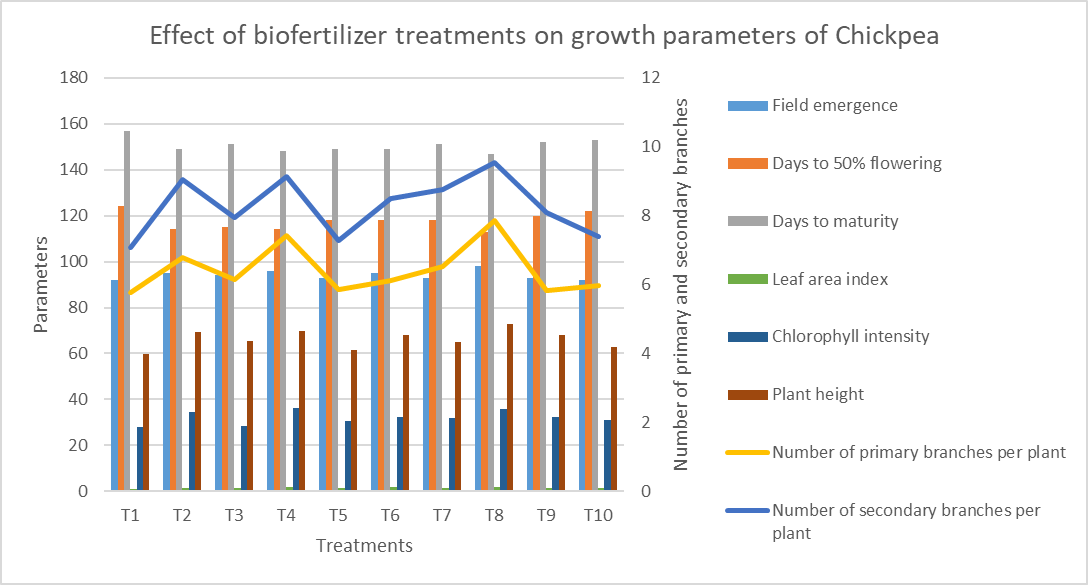 Effect of biofertilizer treatments on growth parameters of Chickpea
180
160
140
120
100
80
60
40
20
0
Parameters
T1 T2 T3 T4 T5 T6 T7 T8 T9 T10
Treatments
12
10
8
6
4
2
0
Number of primary and secondary branches
Field emergence
Days to 50% flowering
Days to maturity
Leaf area index
Chlorophyll intensity
Plant height
Number of primary branches per plant
Number of secondary branches per
plant